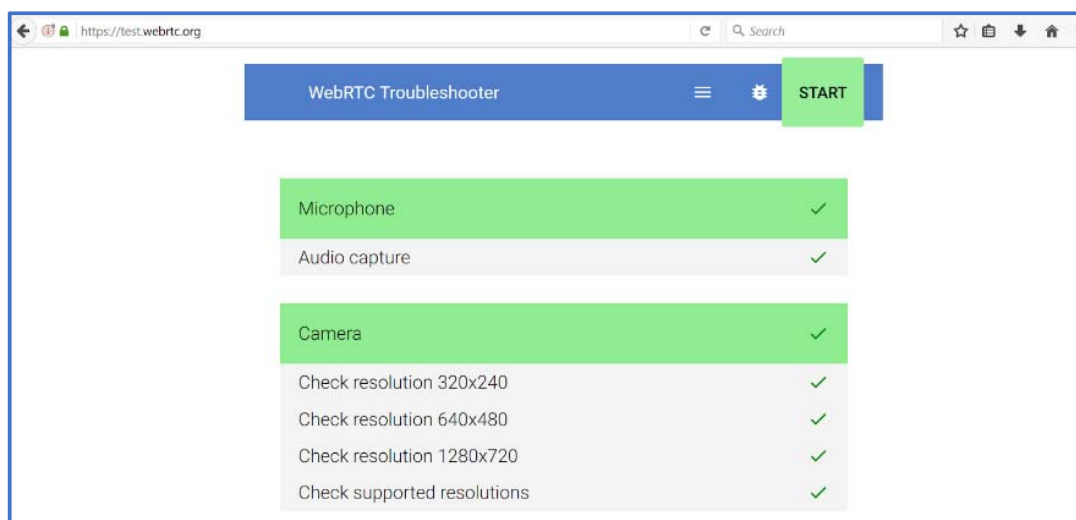 https://test.webrtc.org
Search
WebRTC Troubleshooter
START
Microphone
Audio capture
Camera
Check resolution 320x240
Check resolution 640x480
Check resolution 1280x720
Check supported resolutions